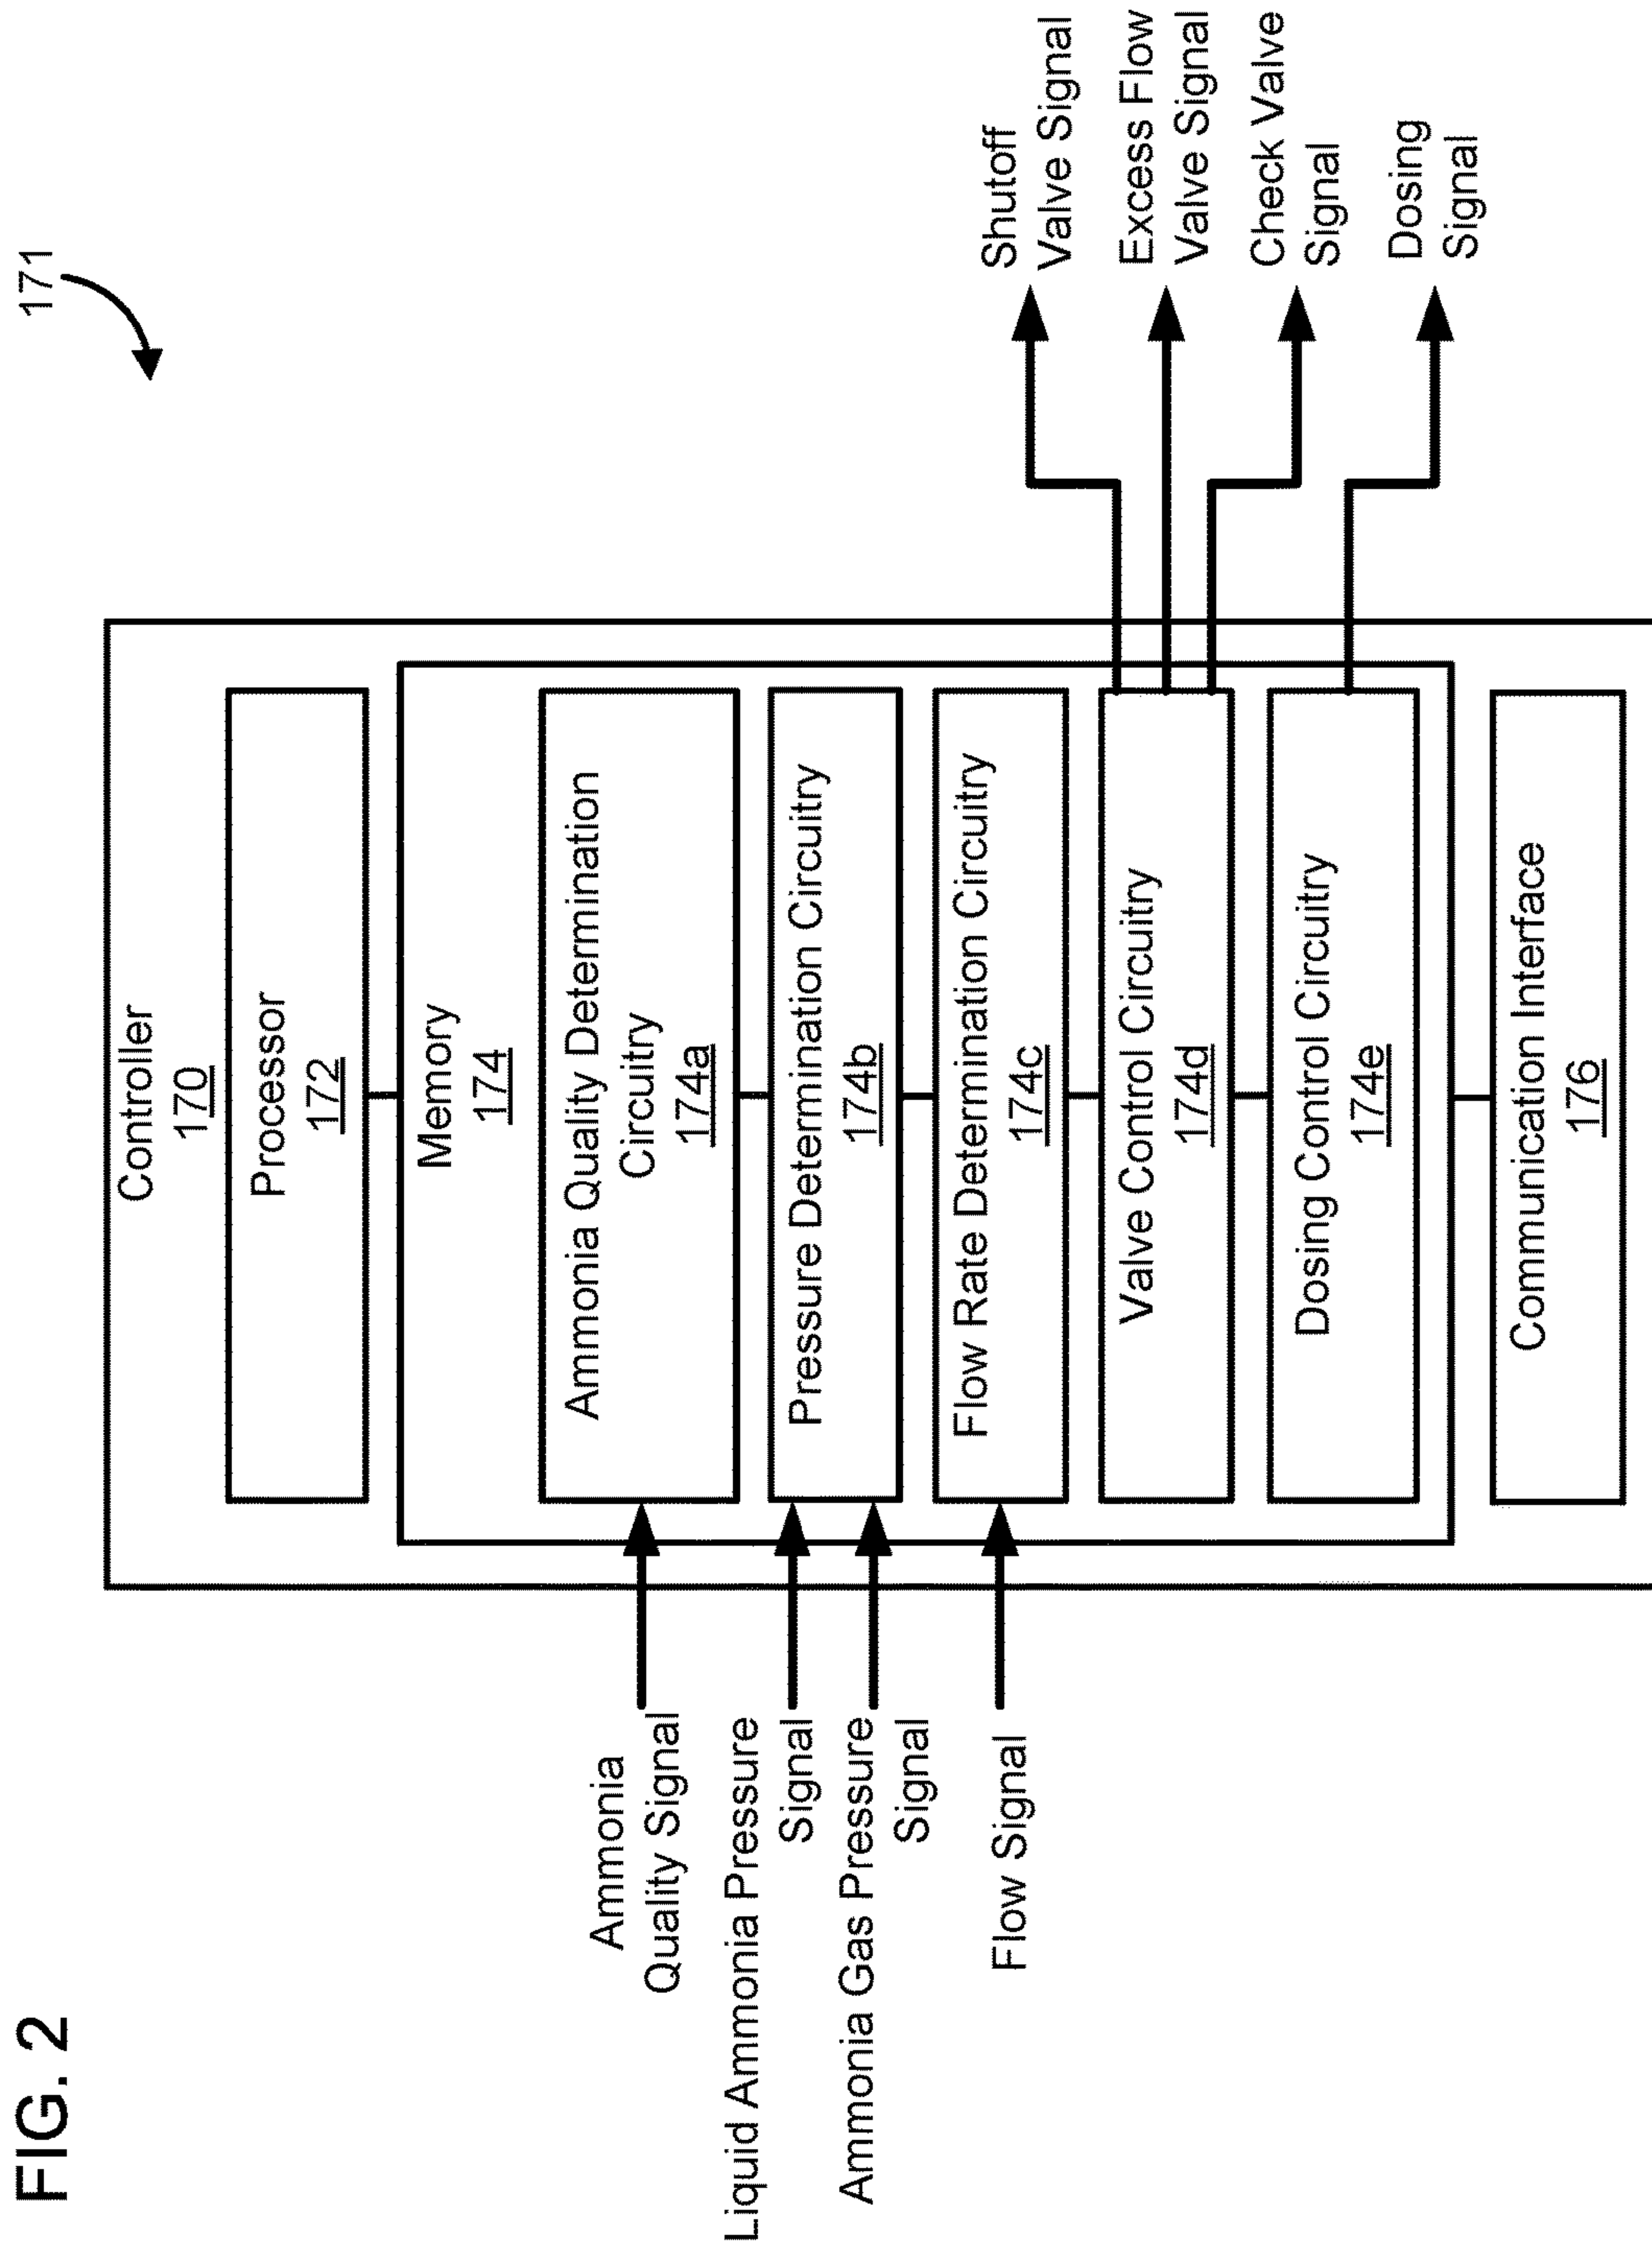 FIG. 2
171
Controller
170
Processor
172
Memory
174
Ammonia
Quality Signal
Ammonia Quality Determination
Circuitry
174a
Liquid Ammonia Pressure
Signal
Ammonia Gas Pressure
Signal
Pressure Determination Circuitry
174b
Flow Signal
Flow Rate Determination Circuitry
174c
Valve Control Circuitry
174d
Dosing Control Circuitry
174e
Communication Interface
176
Shutoff
Valve Signal
Excess Flow
Valve Signal
Check Valve
Signal
Dosing
Signal